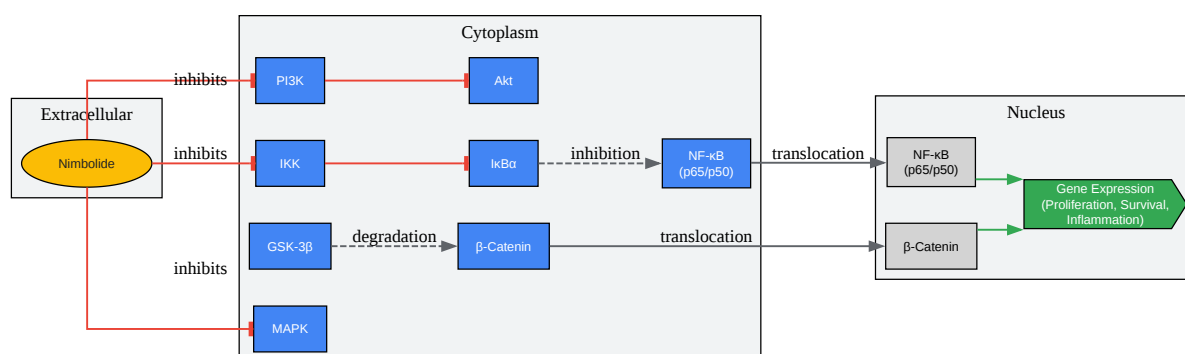 Cytoplasm
inhibits
PI3K
Akt
Extracellular
Nucleus
Nimbolide
inhibits
IKK
IκBα
inhibition
NF-κB
(p65/p50)
translocation
NF-κB
(p65/p50)
Gene Expression
(Proliferation, Survival,
Inflammation)
GSK-3β
degradation
β-Catenin
translocation
β-Catenin
inhibits
MAPK